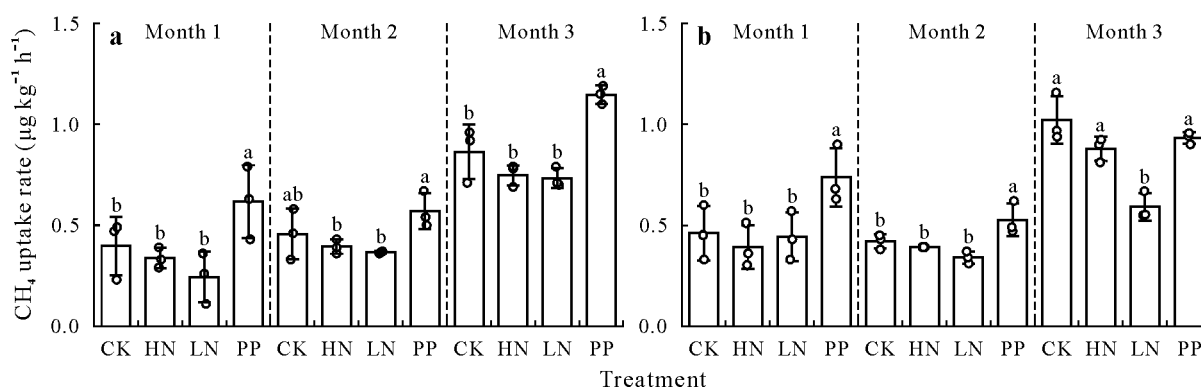 CH₄ uptake rate (µg kg⁻¹ h⁻¹)
1.5
1.0
0.5
0.0
a Month 1 Month 2 Month 3
b b b a ab b b a b b b a
CK HN LN PP CK HN LN PP CK HN LN PP
1.5
1.0
0.5
0.0
b Month 1 Month 2 Month 3
b b b a b b b a a a b a
CK HN LN PP CK HN LN PP CK HN LN PP
Treatment